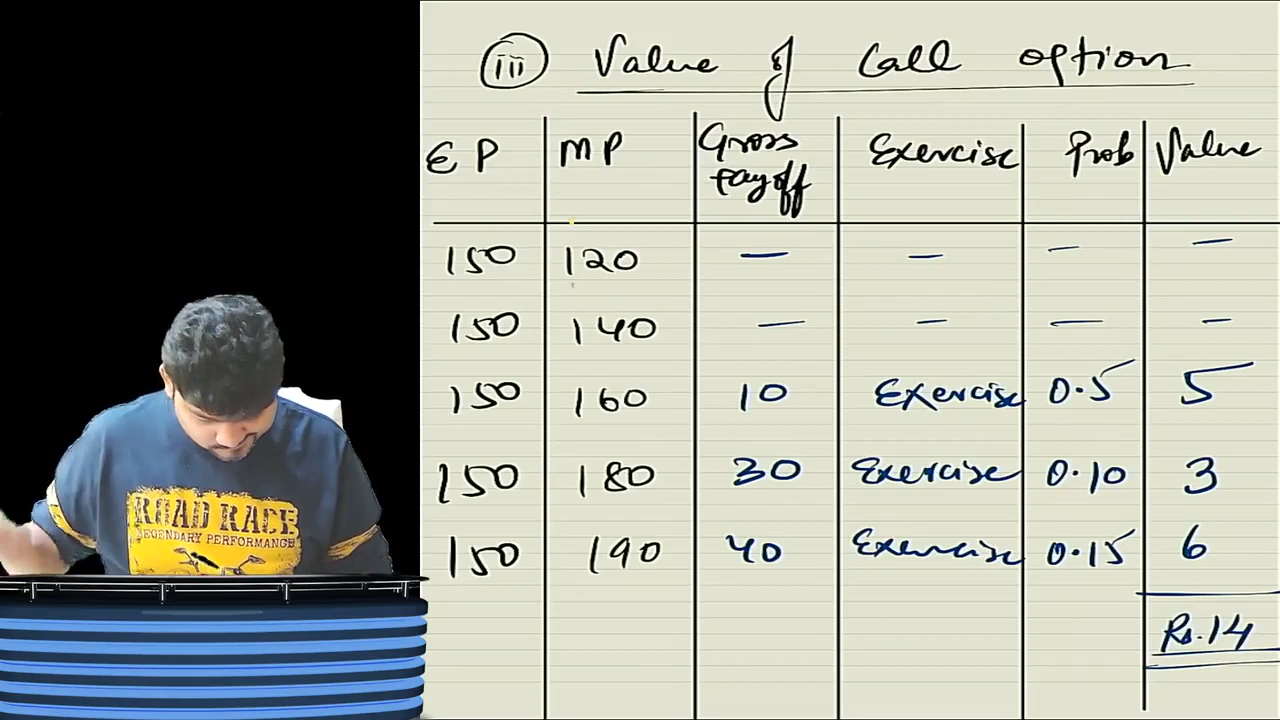 iii Value of Call option
EP MP Gross payoff Exercise Prob Value
150 120 — — — —
150 140 — — — —
150 160 10 Exercise 0.5 5
150 180 30 Exercise 0.10 3
150 190 40 Exercise 0.15 6
Rs.14
ROAD RACE
LEGENDARY PERFORMANCE